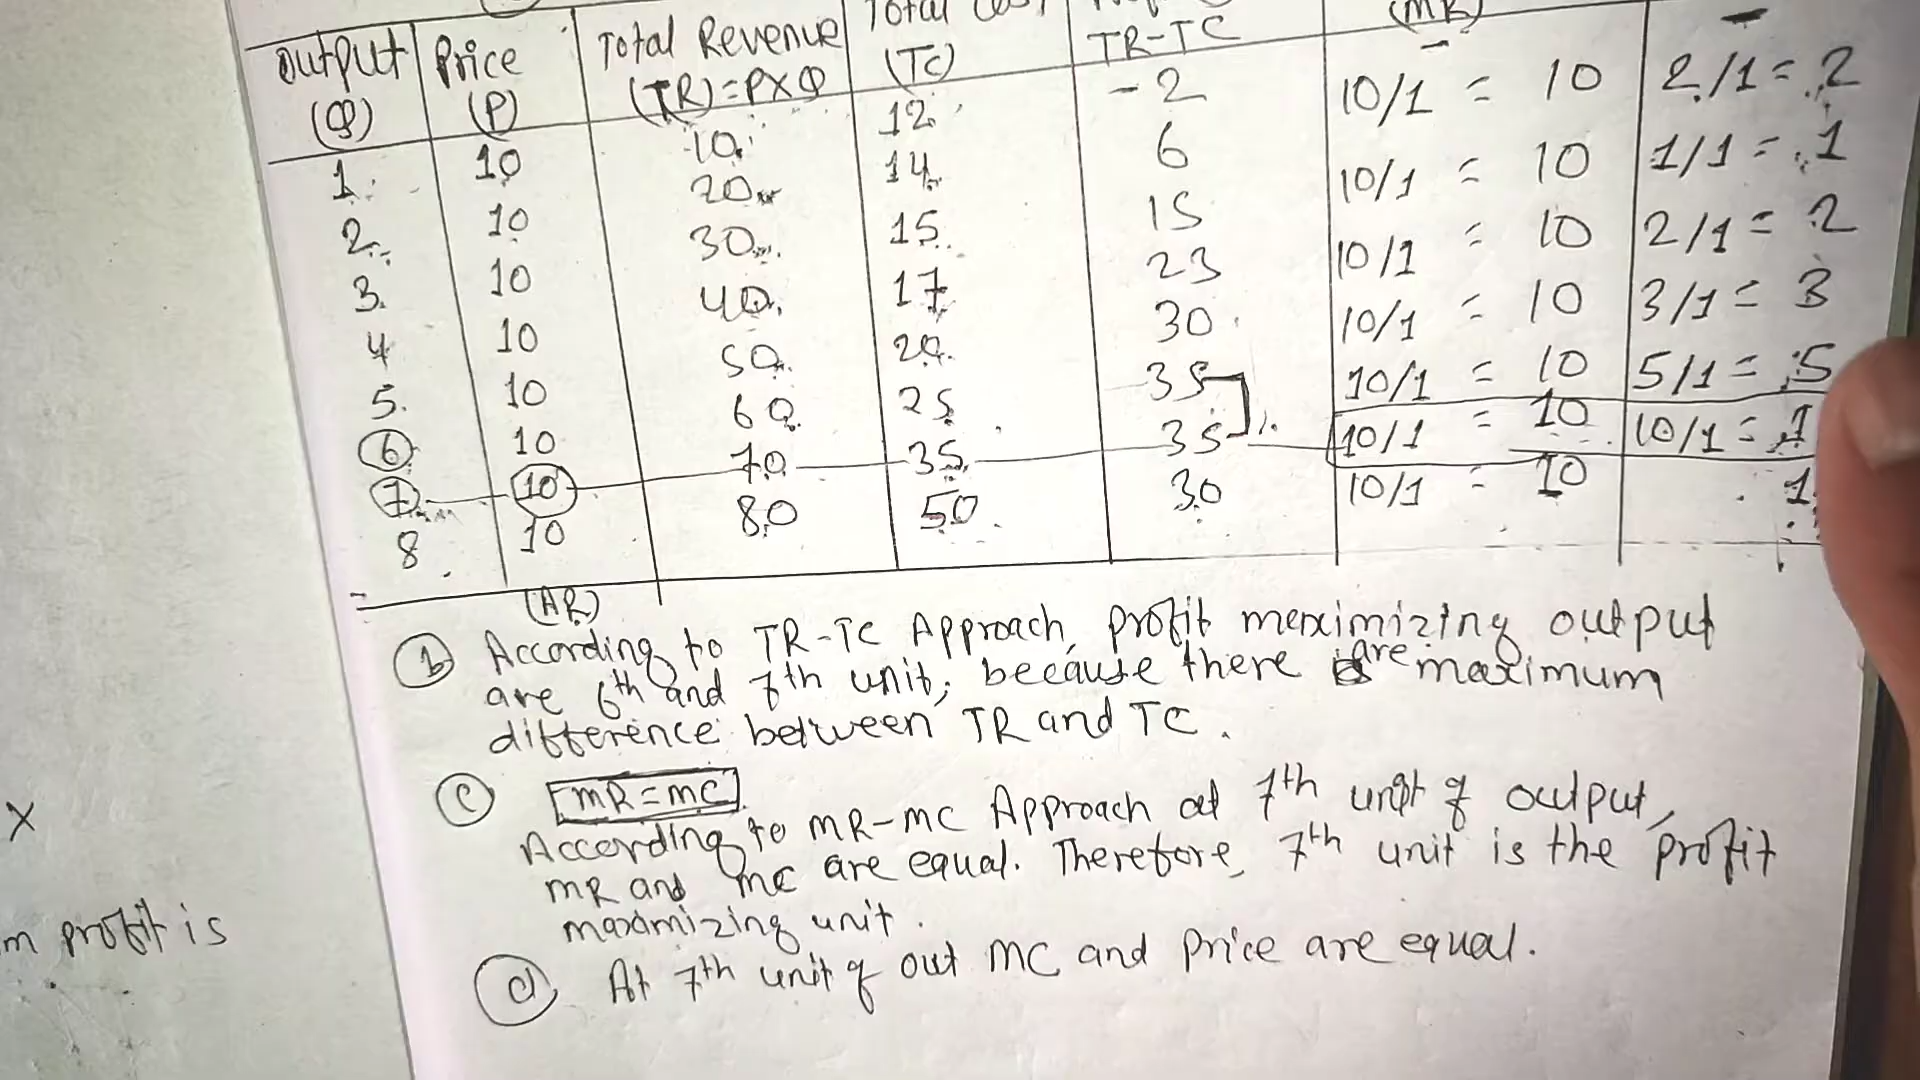 Output Price Total Revenue Total (MR) -
(Q) (P) (TR)=PXQ (TC) TR-TC -
1. 10 10. 12 -2 10/1 = 10 2/1 = 2
2. 10 20 14 6 10/1 = 10 1/1 = 1
3. 10 30 15 15 10/1 = 10 2/1 = 2
4 10 40 17 23 10/1 = 10 3/1 = 3
5. 10 50 20 30 10/1 = 10 5/1 = 5
6 10 60 25 35 10/1 = 10 10/1 =
7 10 70 35 35 10/1 = 10
8 10 80 50 30
(AR)
b According to TR-TC Approach, profit meximizing output
are 6th and 7th unit, because there are maximum
difference between TR and TC.
c MR=MC
According to MR-MC Approach at 7th unit of output,
MR and MC are equal. Therefore, 7th unit is the profit
maximizing unit.
d At 7th unit of out MC and price are equal.
X
m profit is